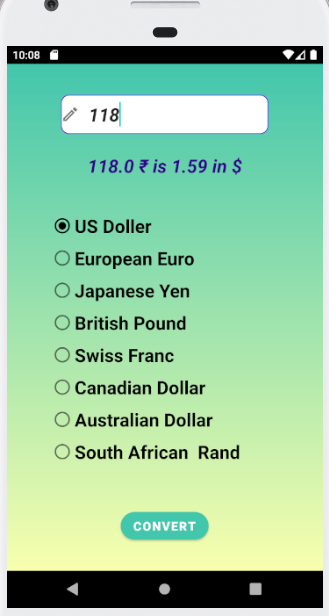 10:08
118
118.0 ₹ is 1.59 in $
US Doller
European Euro
Japanese Yen
British Pound
Swiss Franc
Canadian Dollar
Australian Dollar
South African  Rand
CONVERT